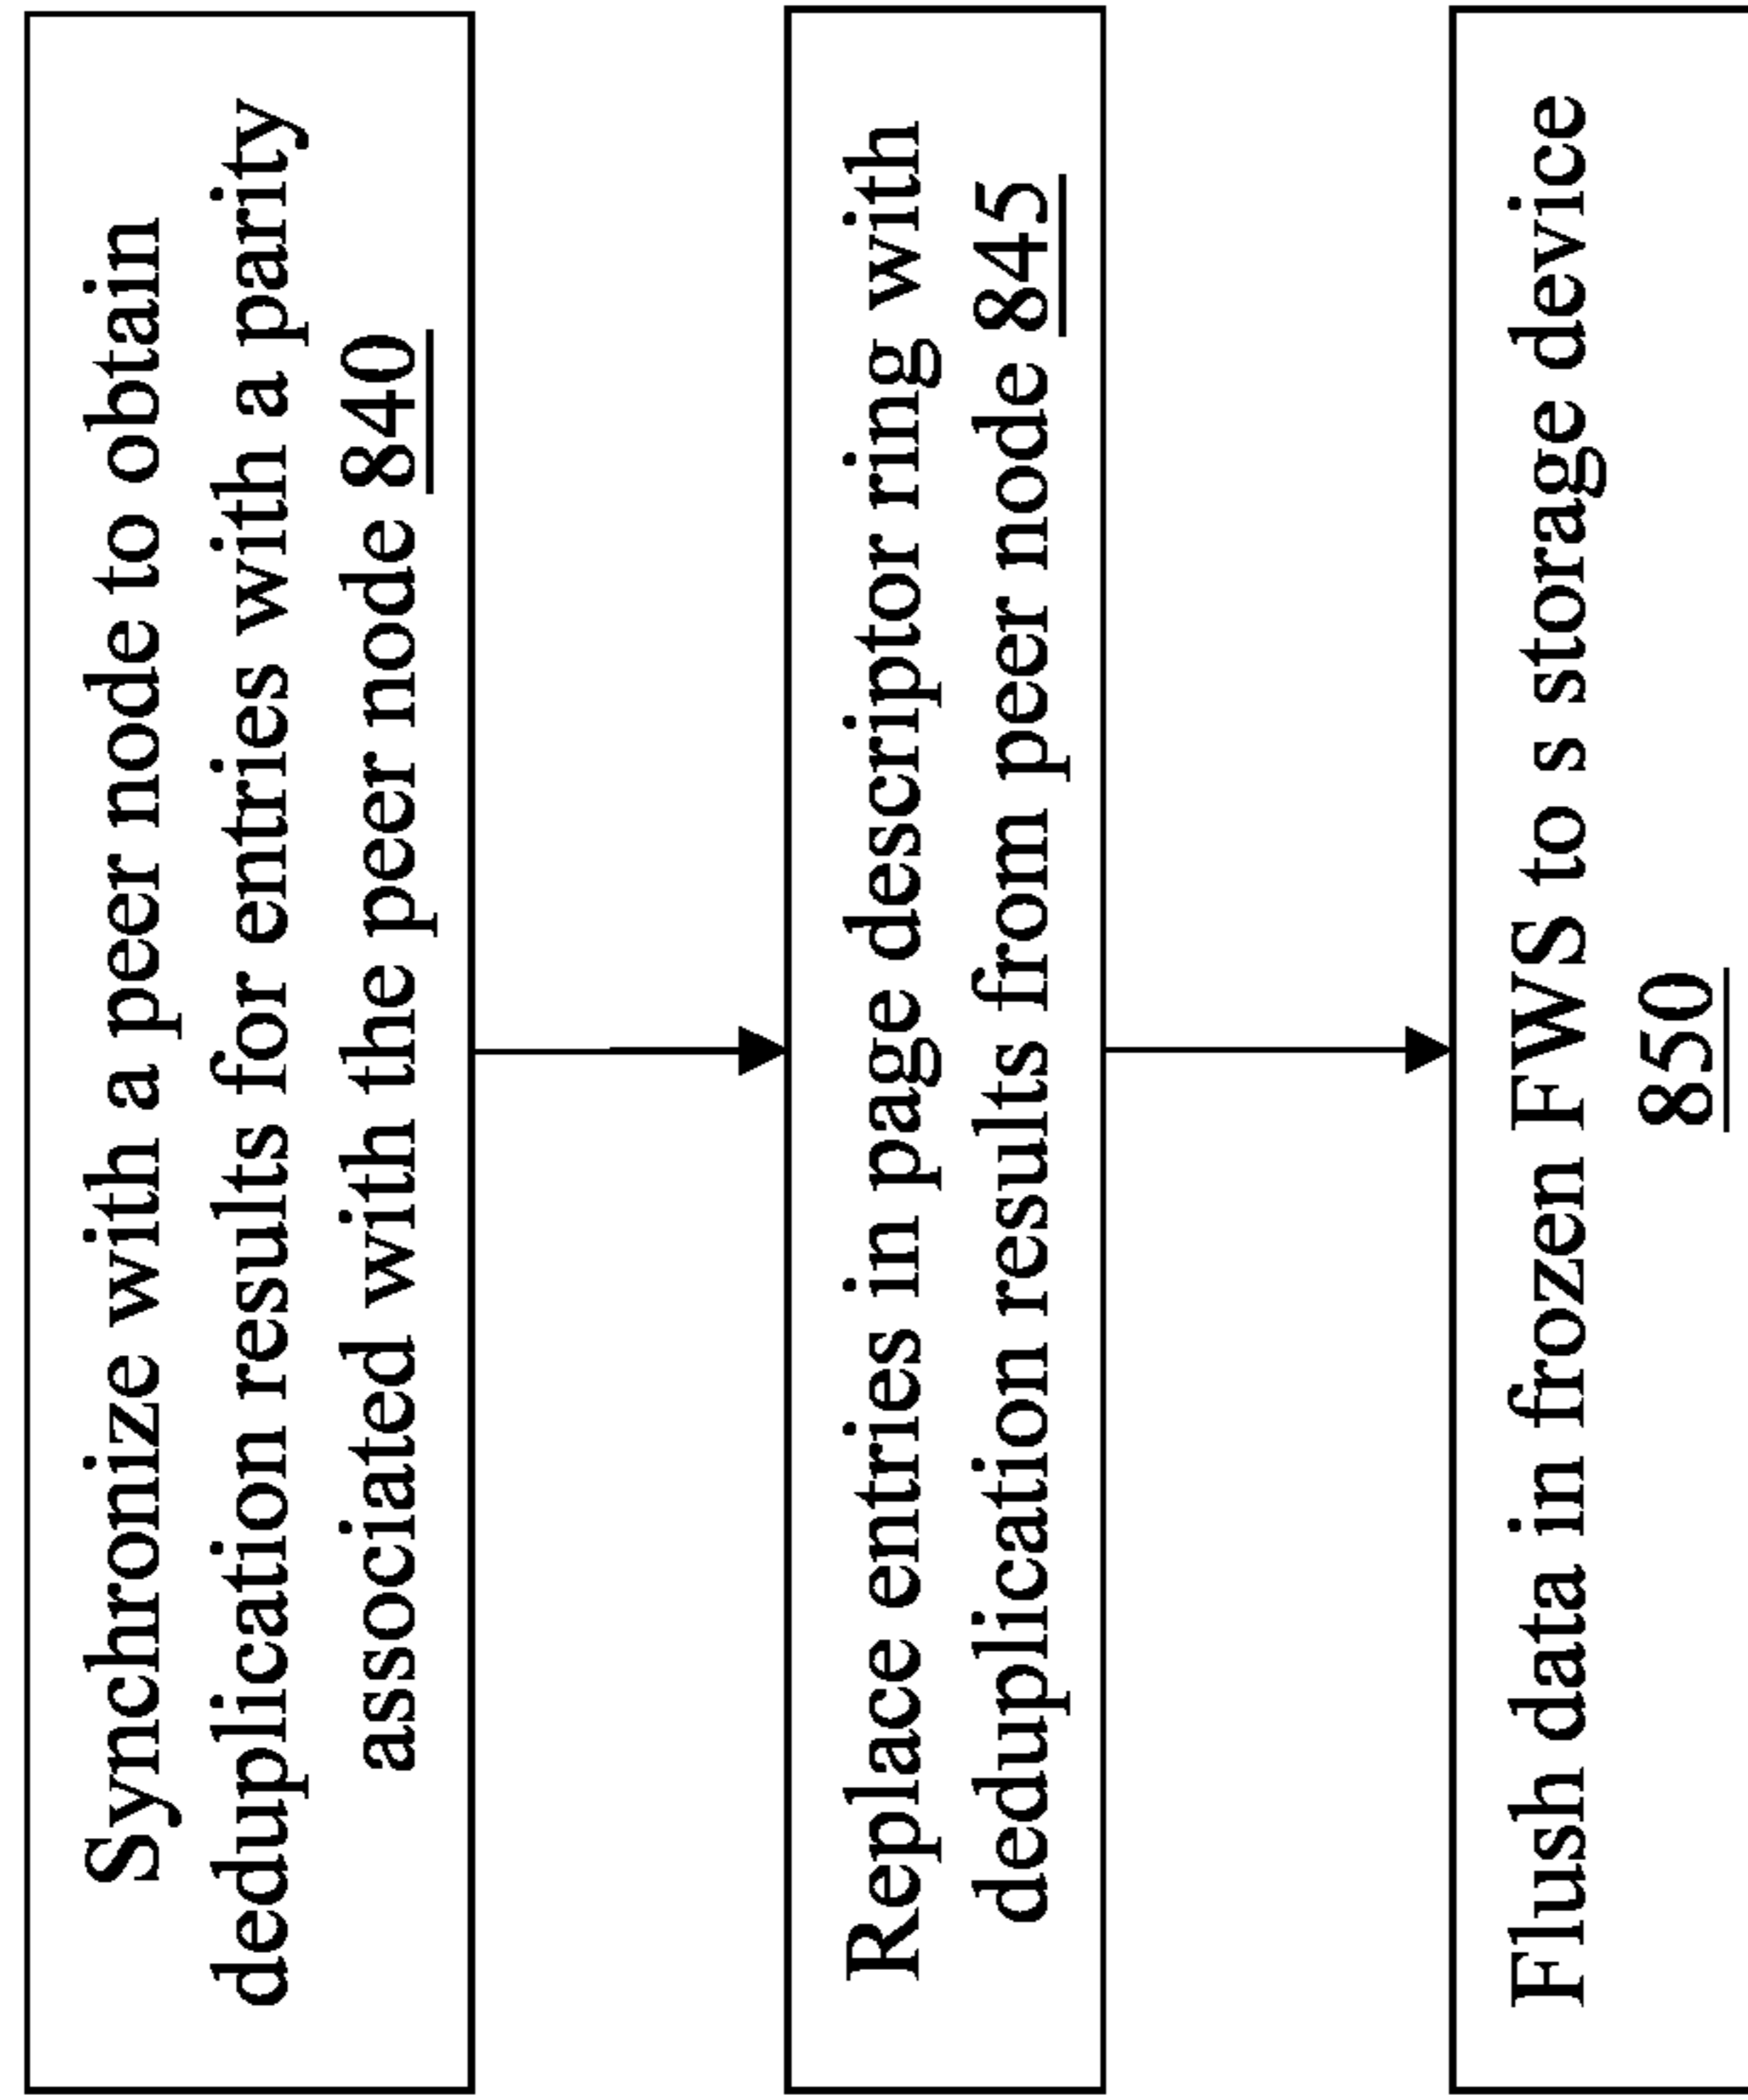 Synchronize with a peer node to obtain
deduplication results for entries with a parity
associated with the peer node 840
Replace entries in page descriptor ring with
deduplication results from peer node 845
Flush data in frozen FWS to s storage device
850